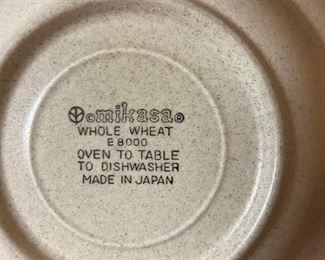 ©mikasa®
WHOLE WHEAT
E 8000
OVEN TO TABLE
TO DISHWASHER
MADE IN JAPAN